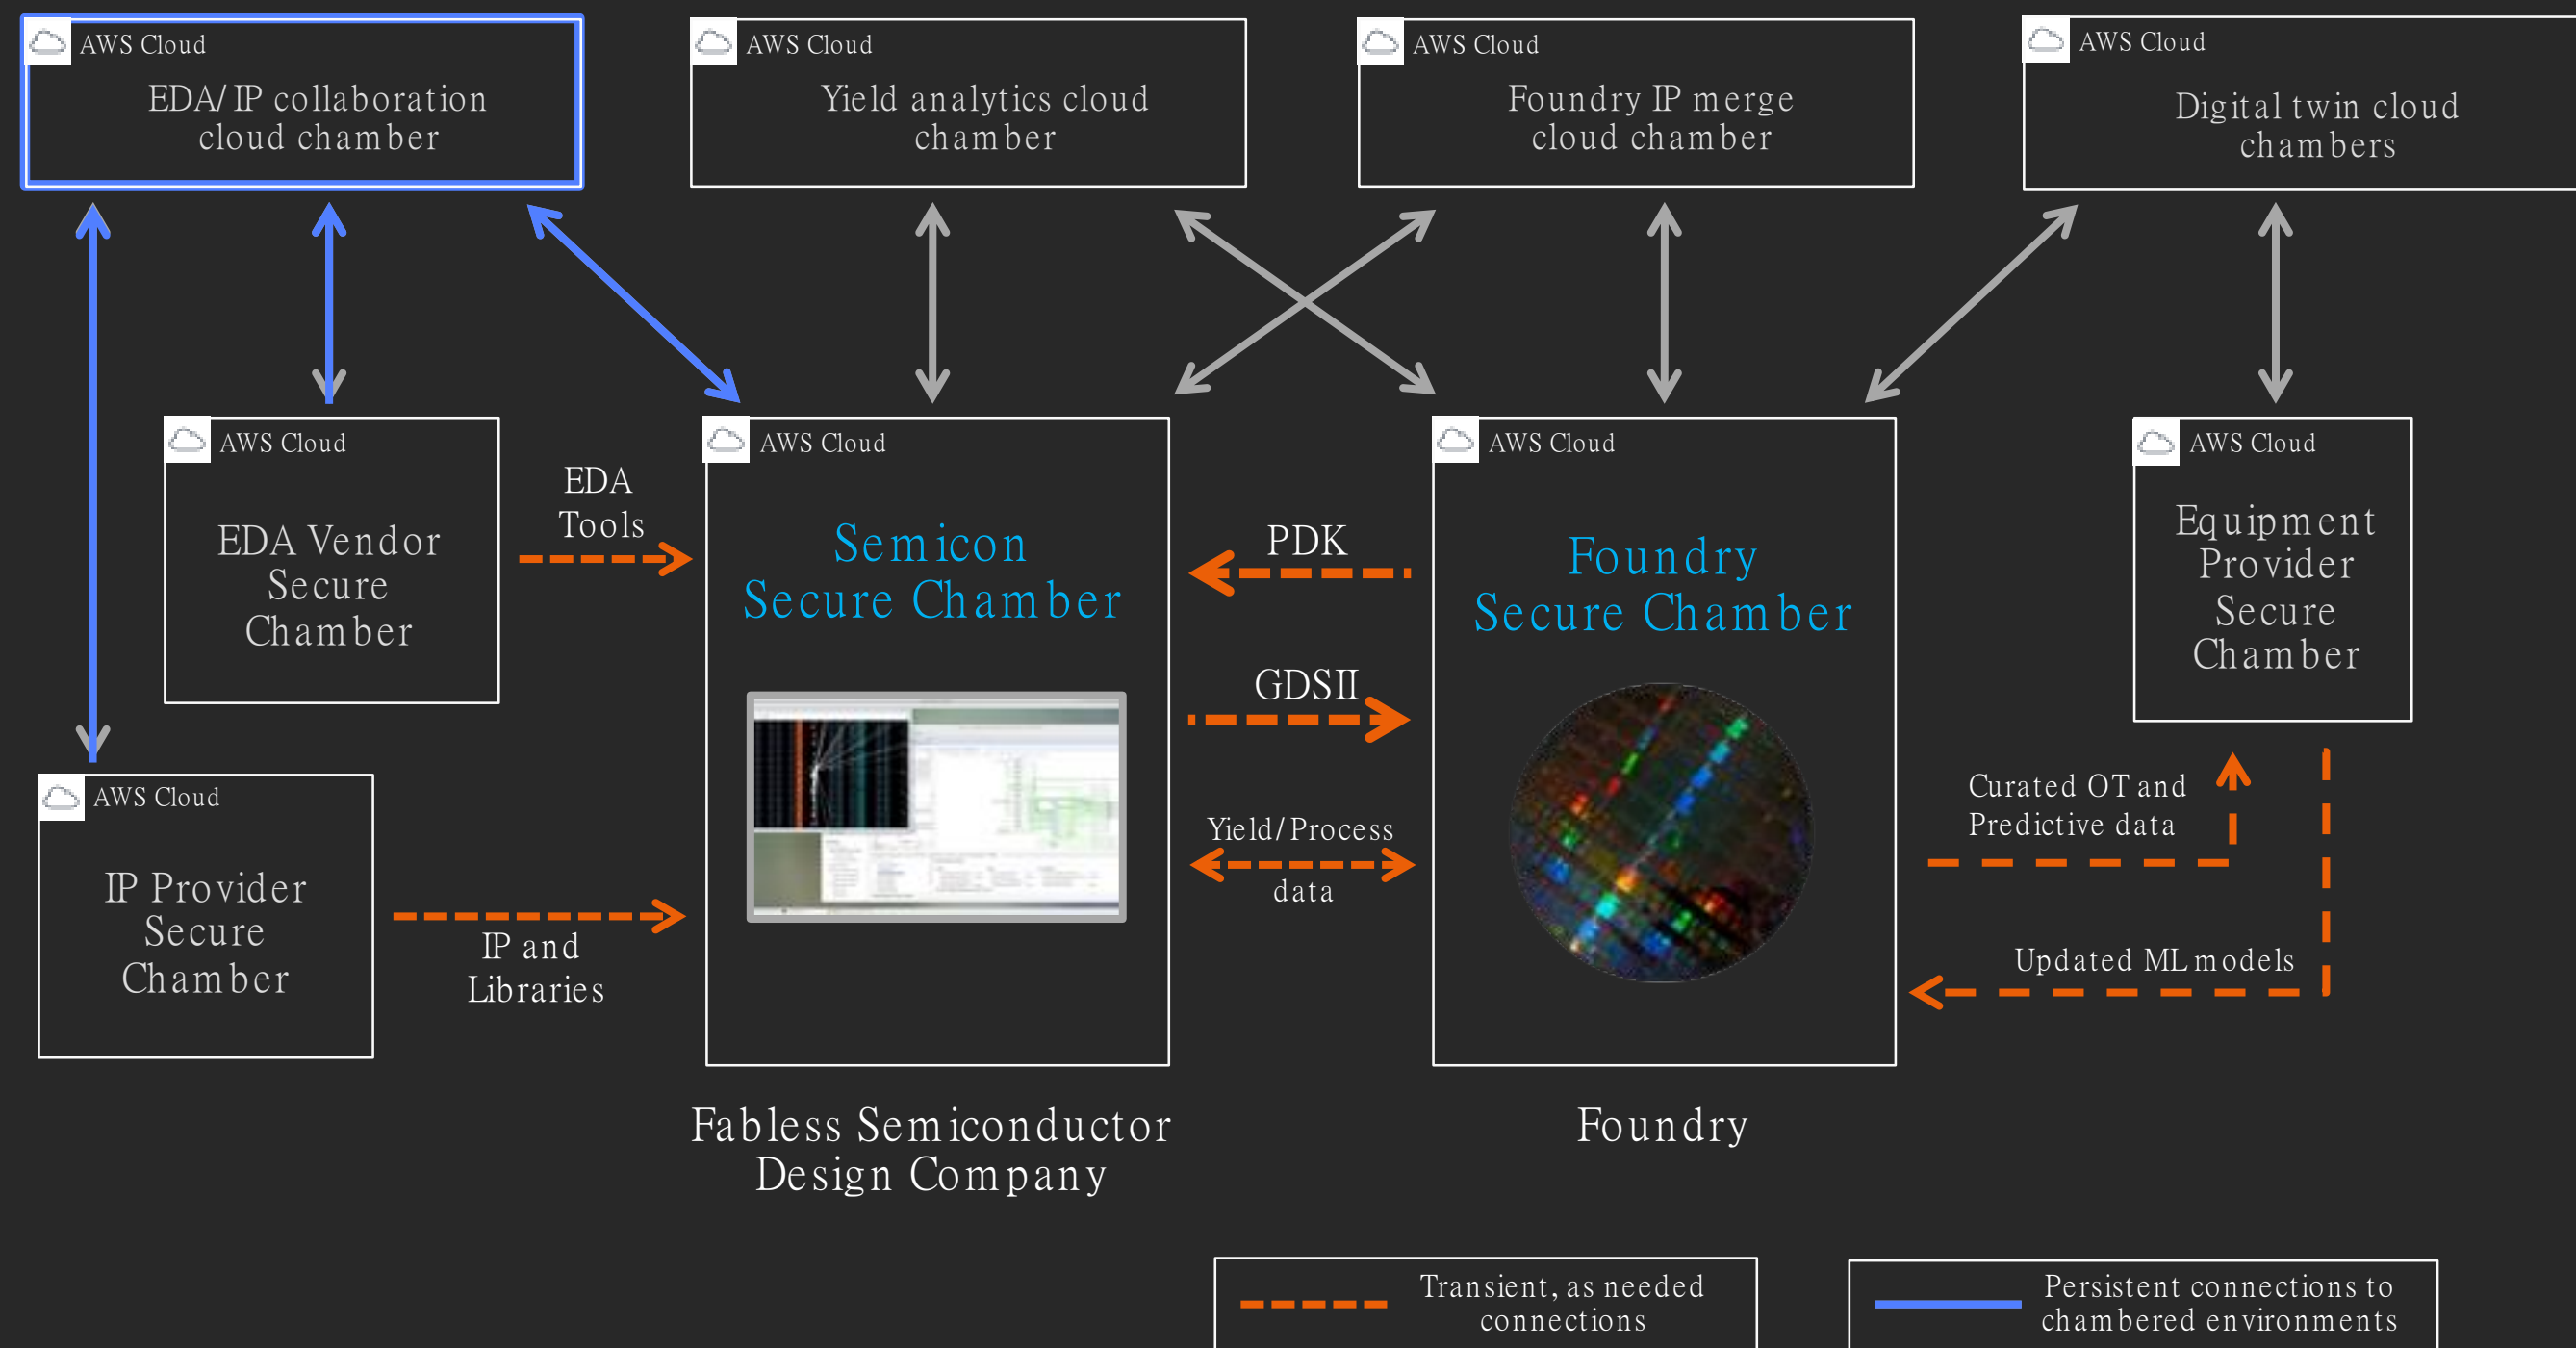 AWS Cloud
EDA/IP collaboration
cloud chamber
AWS Cloud
Yield analytics cloud
chamber
AWS Cloud
Foundry IP merge
cloud chamber
AWS Cloud
Digital twin cloud
chambers
AWS Cloud
EDA Vendor
Secure
Chamber
EDA
Tools
AWS Cloud
Semicon
Secure Chamber
PDK
GDSII
Yield/Process
data
AWS Cloud
Foundry
Secure Chamber
AWS Cloud
Equipment
Provider
Secure
Chamber
Curated OT and
Predictive data
Updated ML models
AWS Cloud
IP Provider
Secure
Chamber
IP and
Libraries
Fabless Semiconductor
Design Company
Foundry
Transient, as needed
connections
Persistent connections to
chambered environments